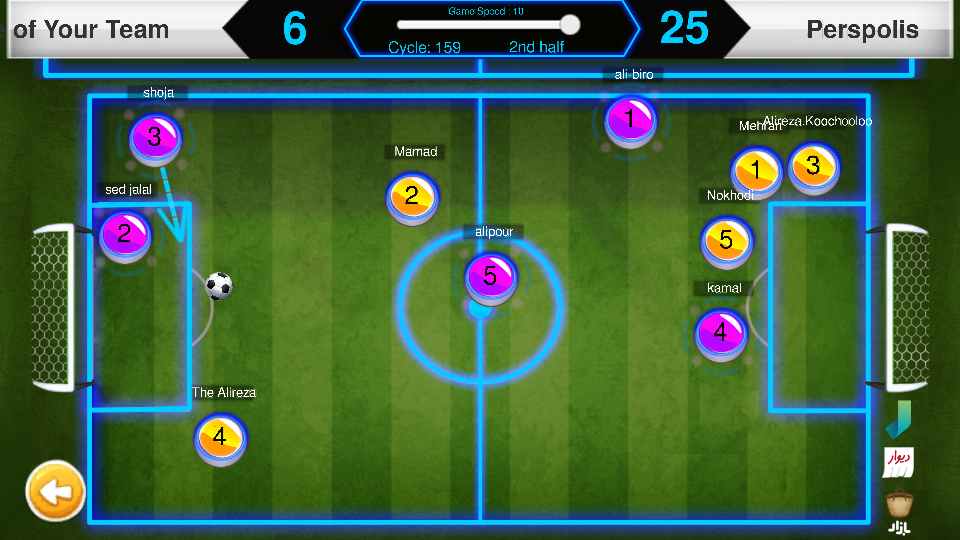 of Your Team
6
Game Speed : 10
Cycle: 159
2nd half
25
Perspolis
ali-biro
1
shoja
3
Mehran
1
Alireza.Koochooloo
3
Mamad
2
sed jalal
2
Nokhodi
5
alipour
5
kamal
4
The Alireza
4
دیوار
بازار